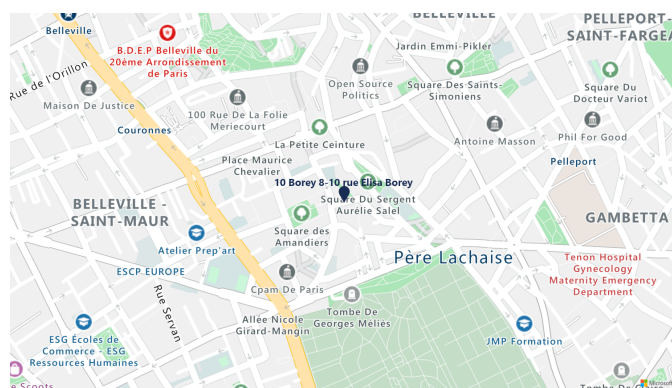 BELLEVILLE
PELLEPORT-
SAINT-FARGEA
Belleville
B.D.E.P Belleville du
20ème Arrondissement
de Paris
Jardin Emmi-Pikler
Rue de l'Orillon
Maison De Justice
Open Source
Politics
Square Des Saints-
Simoniens
Square Du
Docteur Variot
100 Rue De La Folie
Mericourt
Couronnes
La Petite Ceinture
Antoine Masson
Phil For Good
Place Maurice
Chevalier
Pelleport
10 Borey 8-10 rue Elisa Borey
Square Du Sergent
Aurélie Salel
BELLEVILLE -
SAINT-MAUR
GAMBETTA
Square des
Amandiers
Atelier Prep'art
ESCP EUROPE
Père Lachaise
Tenon Hospital
Gynecology
Maternity Emergency
Department
Cpam De Paris
Rue Servan
Allée Nicole
Girard-Mangin
Tombe De
Georges Méliès
ESG Écoles de
Commerce - ESG
Ressources Humaines
JMP Formation